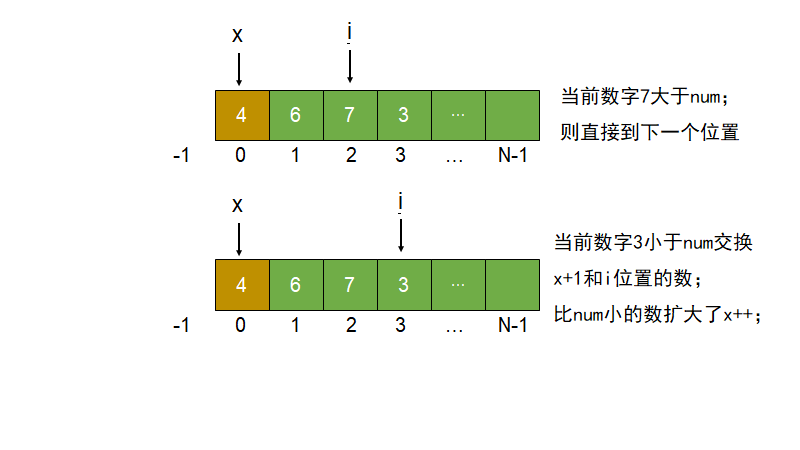 x i
4 6 7 3 ...
-1 0 1 2 3 ... N-1
当前数字7大于num;
则直接到下一个位置
x i
4 6 7 3 ...
-1 0 1 2 3 ... N-1
当前数字3小于num交换
x+1和i位置的数;
比num小的数扩大了x++;